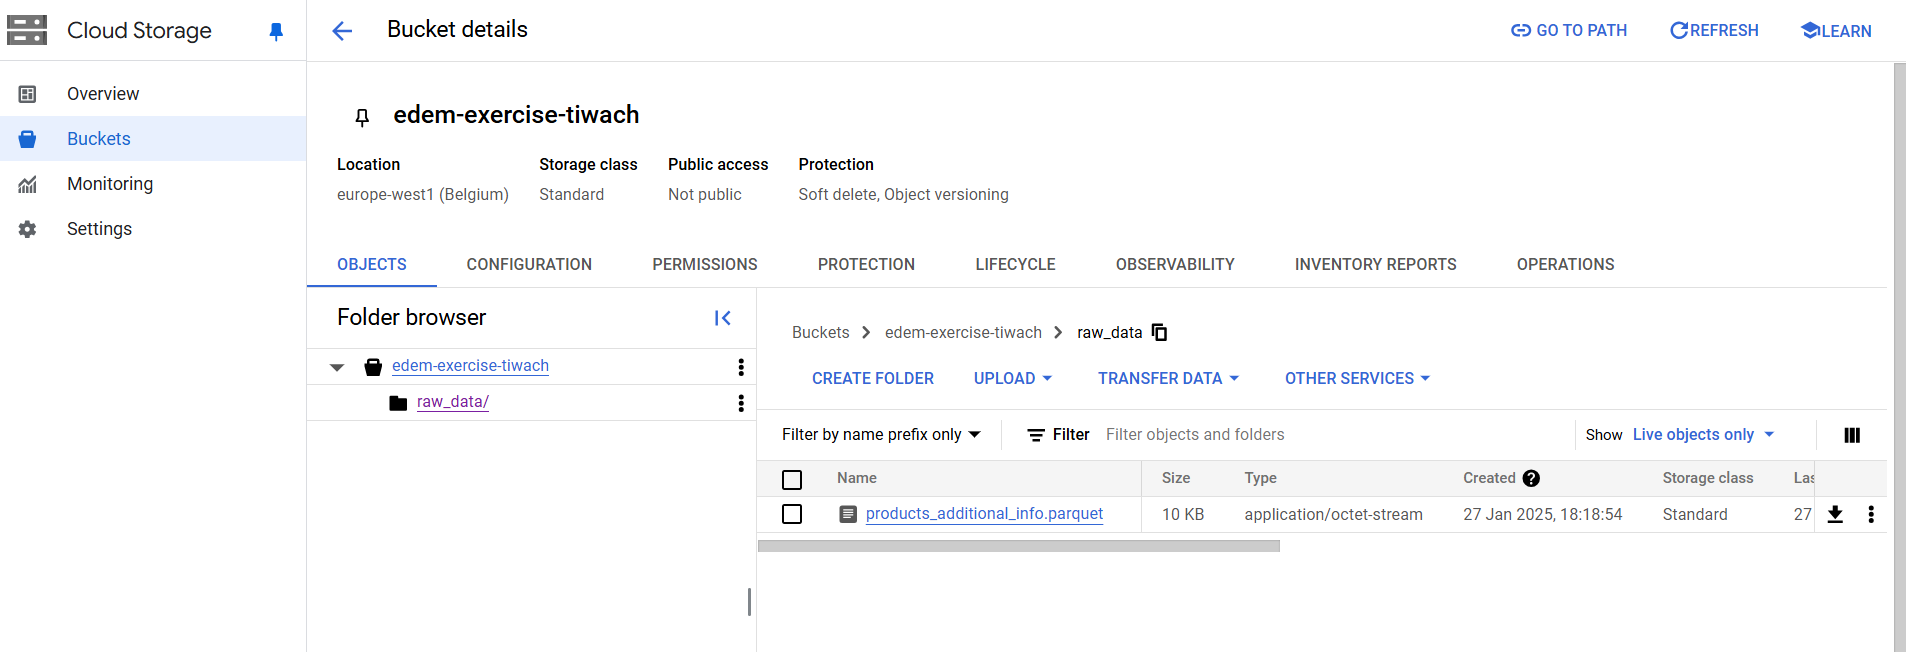 Cloud Storage
Bucket details
GO TO PATH
REFRESH
LEARN
Overview
Buckets
Monitoring
Settings
edem-exercise-tiwach
Location Storage class Public access Protection
europe-west1 (Belgium) Standard Not public Soft delete, Object versioning
OBJECTS CONFIGURATION PERMISSIONS PROTECTION LIFECYCLE OBSERVABILITY INVENTORY REPORTS OPERATIONS
Folder browser
edem-exercise-tiwach
raw_data/
Buckets edem-exercise-tiwach raw_data
CREATE FOLDER UPLOAD TRANSFER DATA OTHER SERVICES
Filter by name prefix only Filter Filter objects and folders Show Live objects only
Name Size Type Created Storage class Las
products_additional_info.parquet 10 KB application/octet-stream 27 Jan 2025, 18:18:54 Standard 27